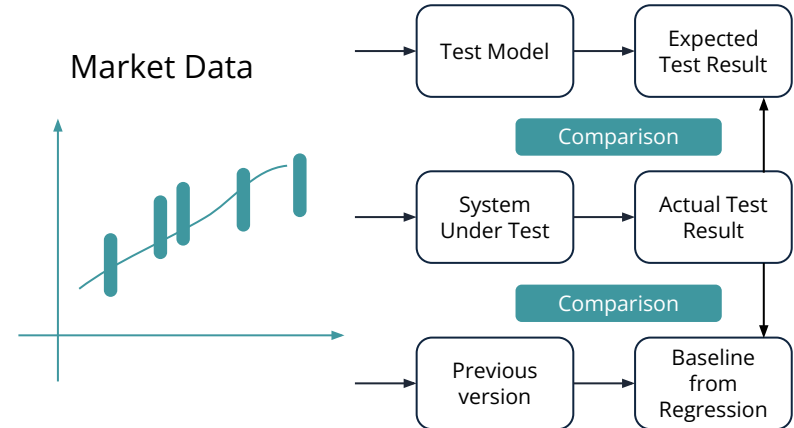 Market Data
Test Model
Expected
Test Result
Comparison
System
Under Test
Actual Test
Result
Comparison
Previous
version
Baseline
from
Regression